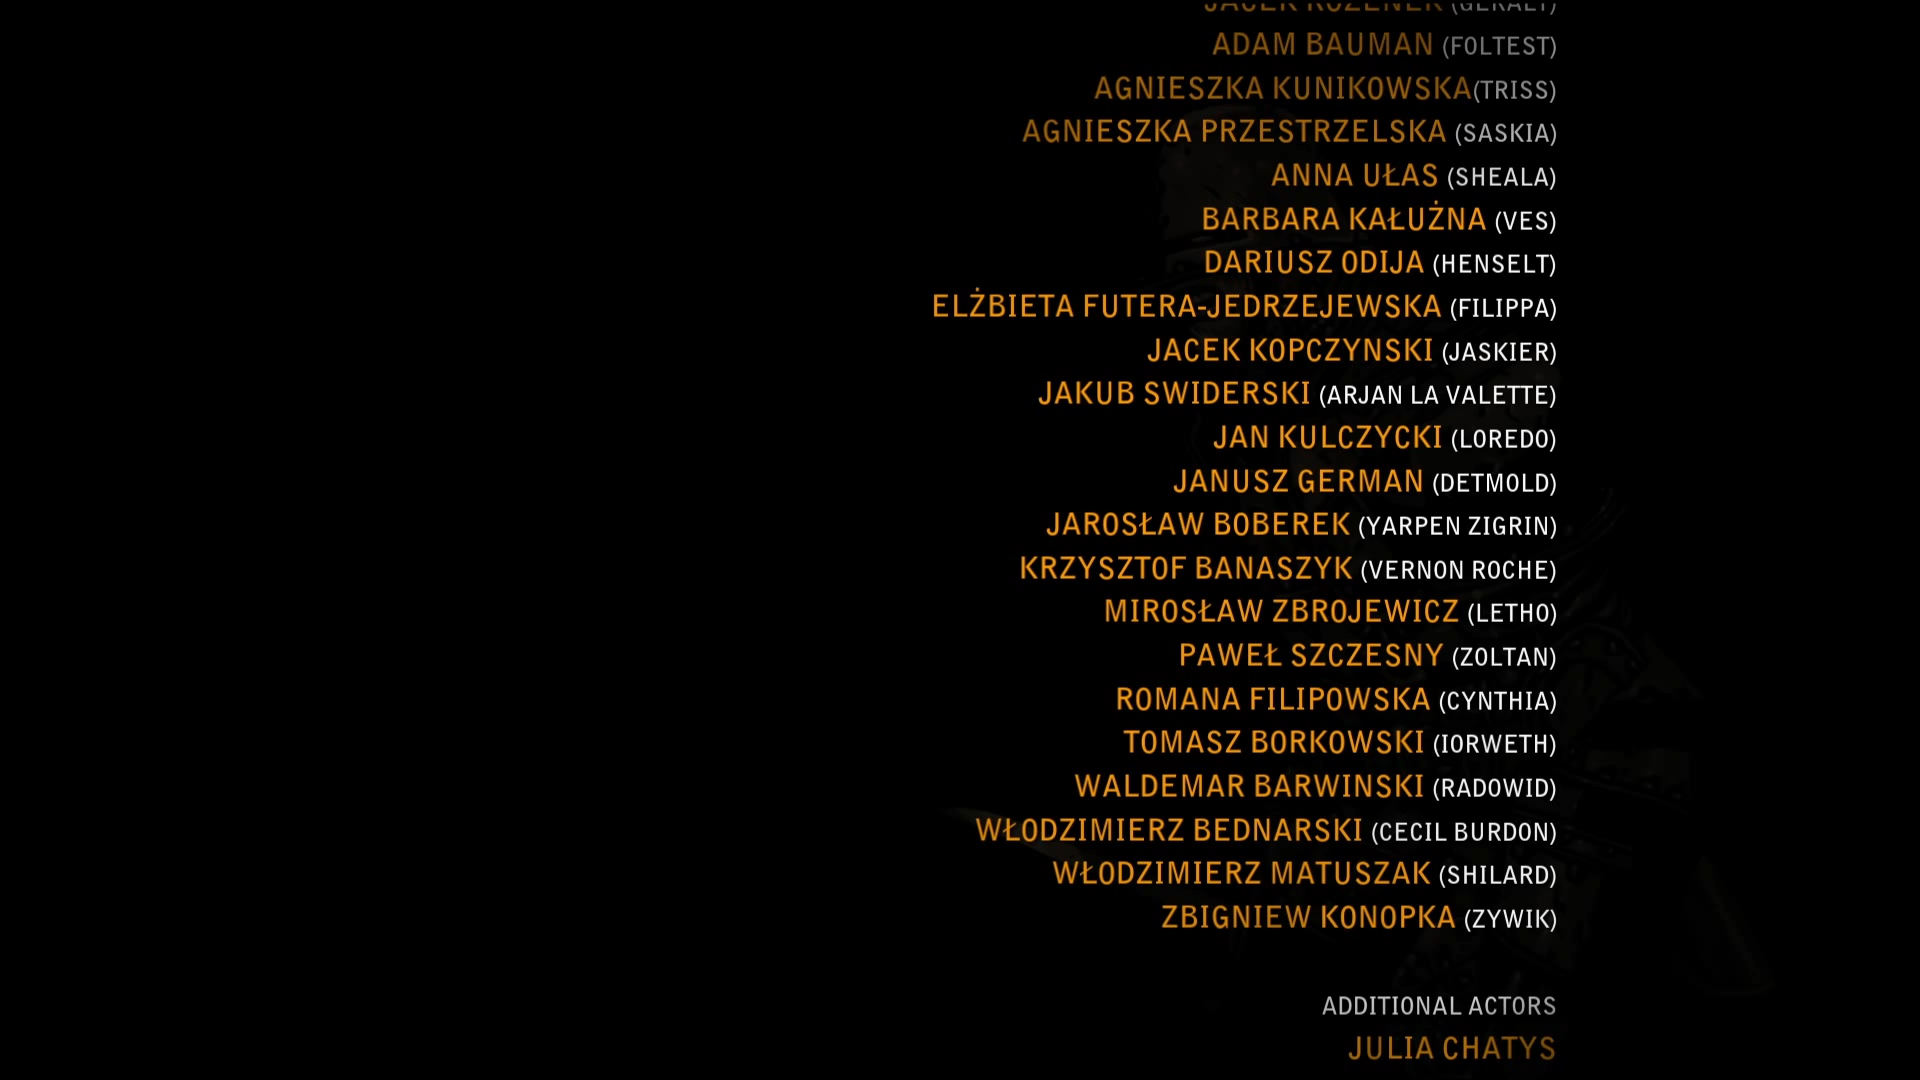 JACEK ROZENEK (GERALT)
ADAM BAUMAN (FOLTEST)
AGNIESZKA KUNIKOWSKA(TRISS)
AGNIESZKA PRZESTRZELSKA (SASKIA)
ANNA UŁAS (SHEALA)
BARBARA KAŁUŻNA (VES)
DARIUSZ ODIJA (HENSELT)
ELŻBIETA FUTERA-JEDRZEJEWSKA (FILIPPA)
JACEK KOPCZYNSKI (JASKIER)
JAKUB SWIDERSKI (ARJAN LA VALETTE)
JAN KULCZYCKI (LOREDO)
JANUSZ GERMAN (DETMOLD)
JAROSŁAW BOBEREK (YARPEN ZIGRIN)
KRZYSZTOF BANASZYK (VERNON ROCHE)
MIROSŁAW ZBROJEWICZ (LETHO)
PAWEŁ SZCZESNY (ZOLTAN)
ROMANA FILIPOWSKA (CYNTHIA)
TOMASZ BORKOWSKI (IORWETH)
WALDEMAR BARWINSKI (RADOWID)
WŁODZIMIERZ BEDNARSKI (CECIL BURDON)
WŁODZIMIERZ MATUSZAK (SHILARD)
ZBIGNIEW KONOPKA (ZYWIK)
ADDITIONAL ACTORS
JULIA CHATYS